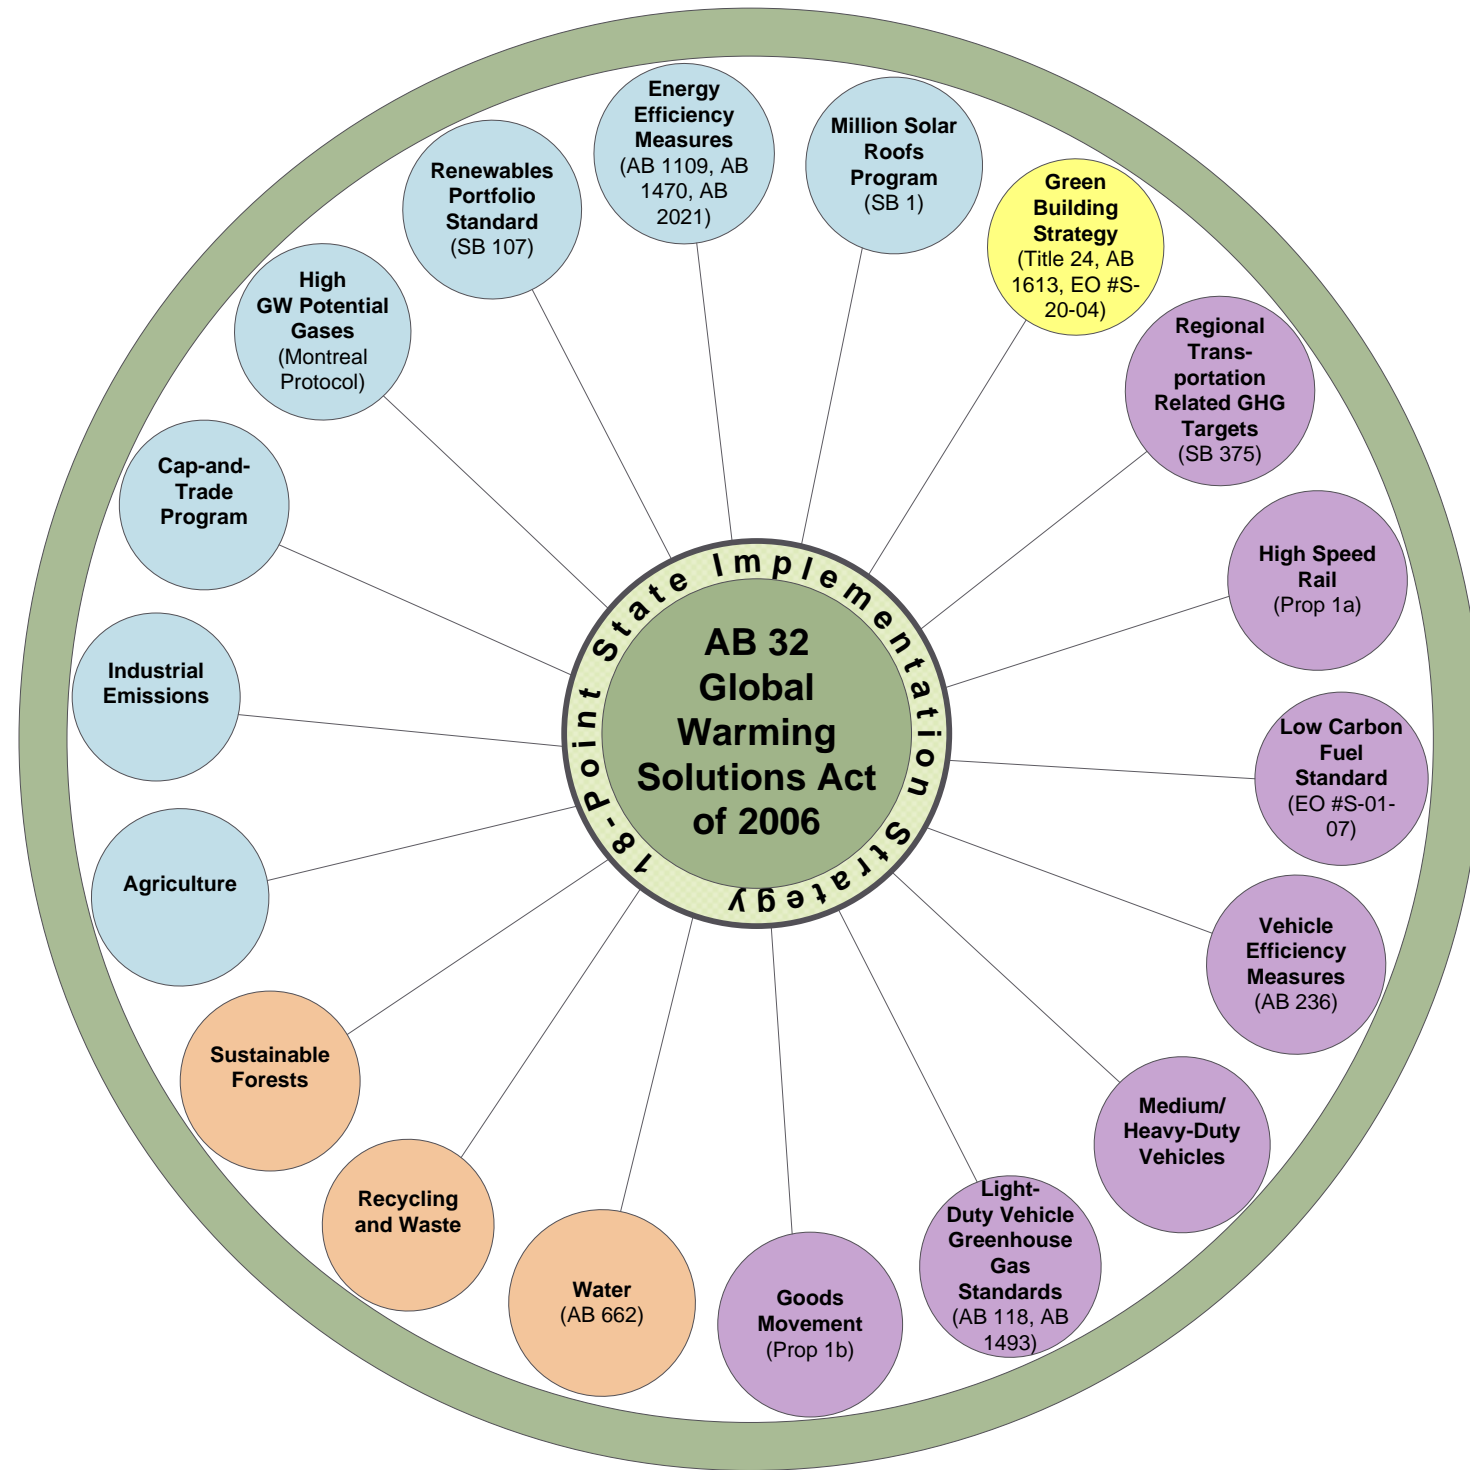 Energy
Efficiency
Measures
(AB 1109, AB
1470, AB
2021)
Million Solar
Roofs
Program
(SB 1)
Green
Building
Strategy
(Title 24, AB
1613, EO #S-
20-04)
Regional
Trans-
portation
Related GHG
Targets
(SB 375)
High Speed
Rail
(Prop 1a)
Low Carbon
Fuel
Standard
(EO #S-01-
07)
Vehicle
Efficiency
Measures
(AB 236)
Medium/
Heavy-Duty
Vehicles
Light-
Duty Vehicle
Greenhouse
Gas
Standards
(AB 118, AB
1493)
Goods
Movement
(Prop 1b)
Water
(AB 662)
Recycling
and Waste
Sustainable
Forests
Agriculture
Industrial
Emissions
Cap-and-
Trade
Program
High
GW Potential
Gases
(Montreal
Protocol)
Renewables
Portfolio
Standard
(SB 107)
18-Point State Implementation Strategy
AB 32
Global
Warming
Solutions Act
of 2006